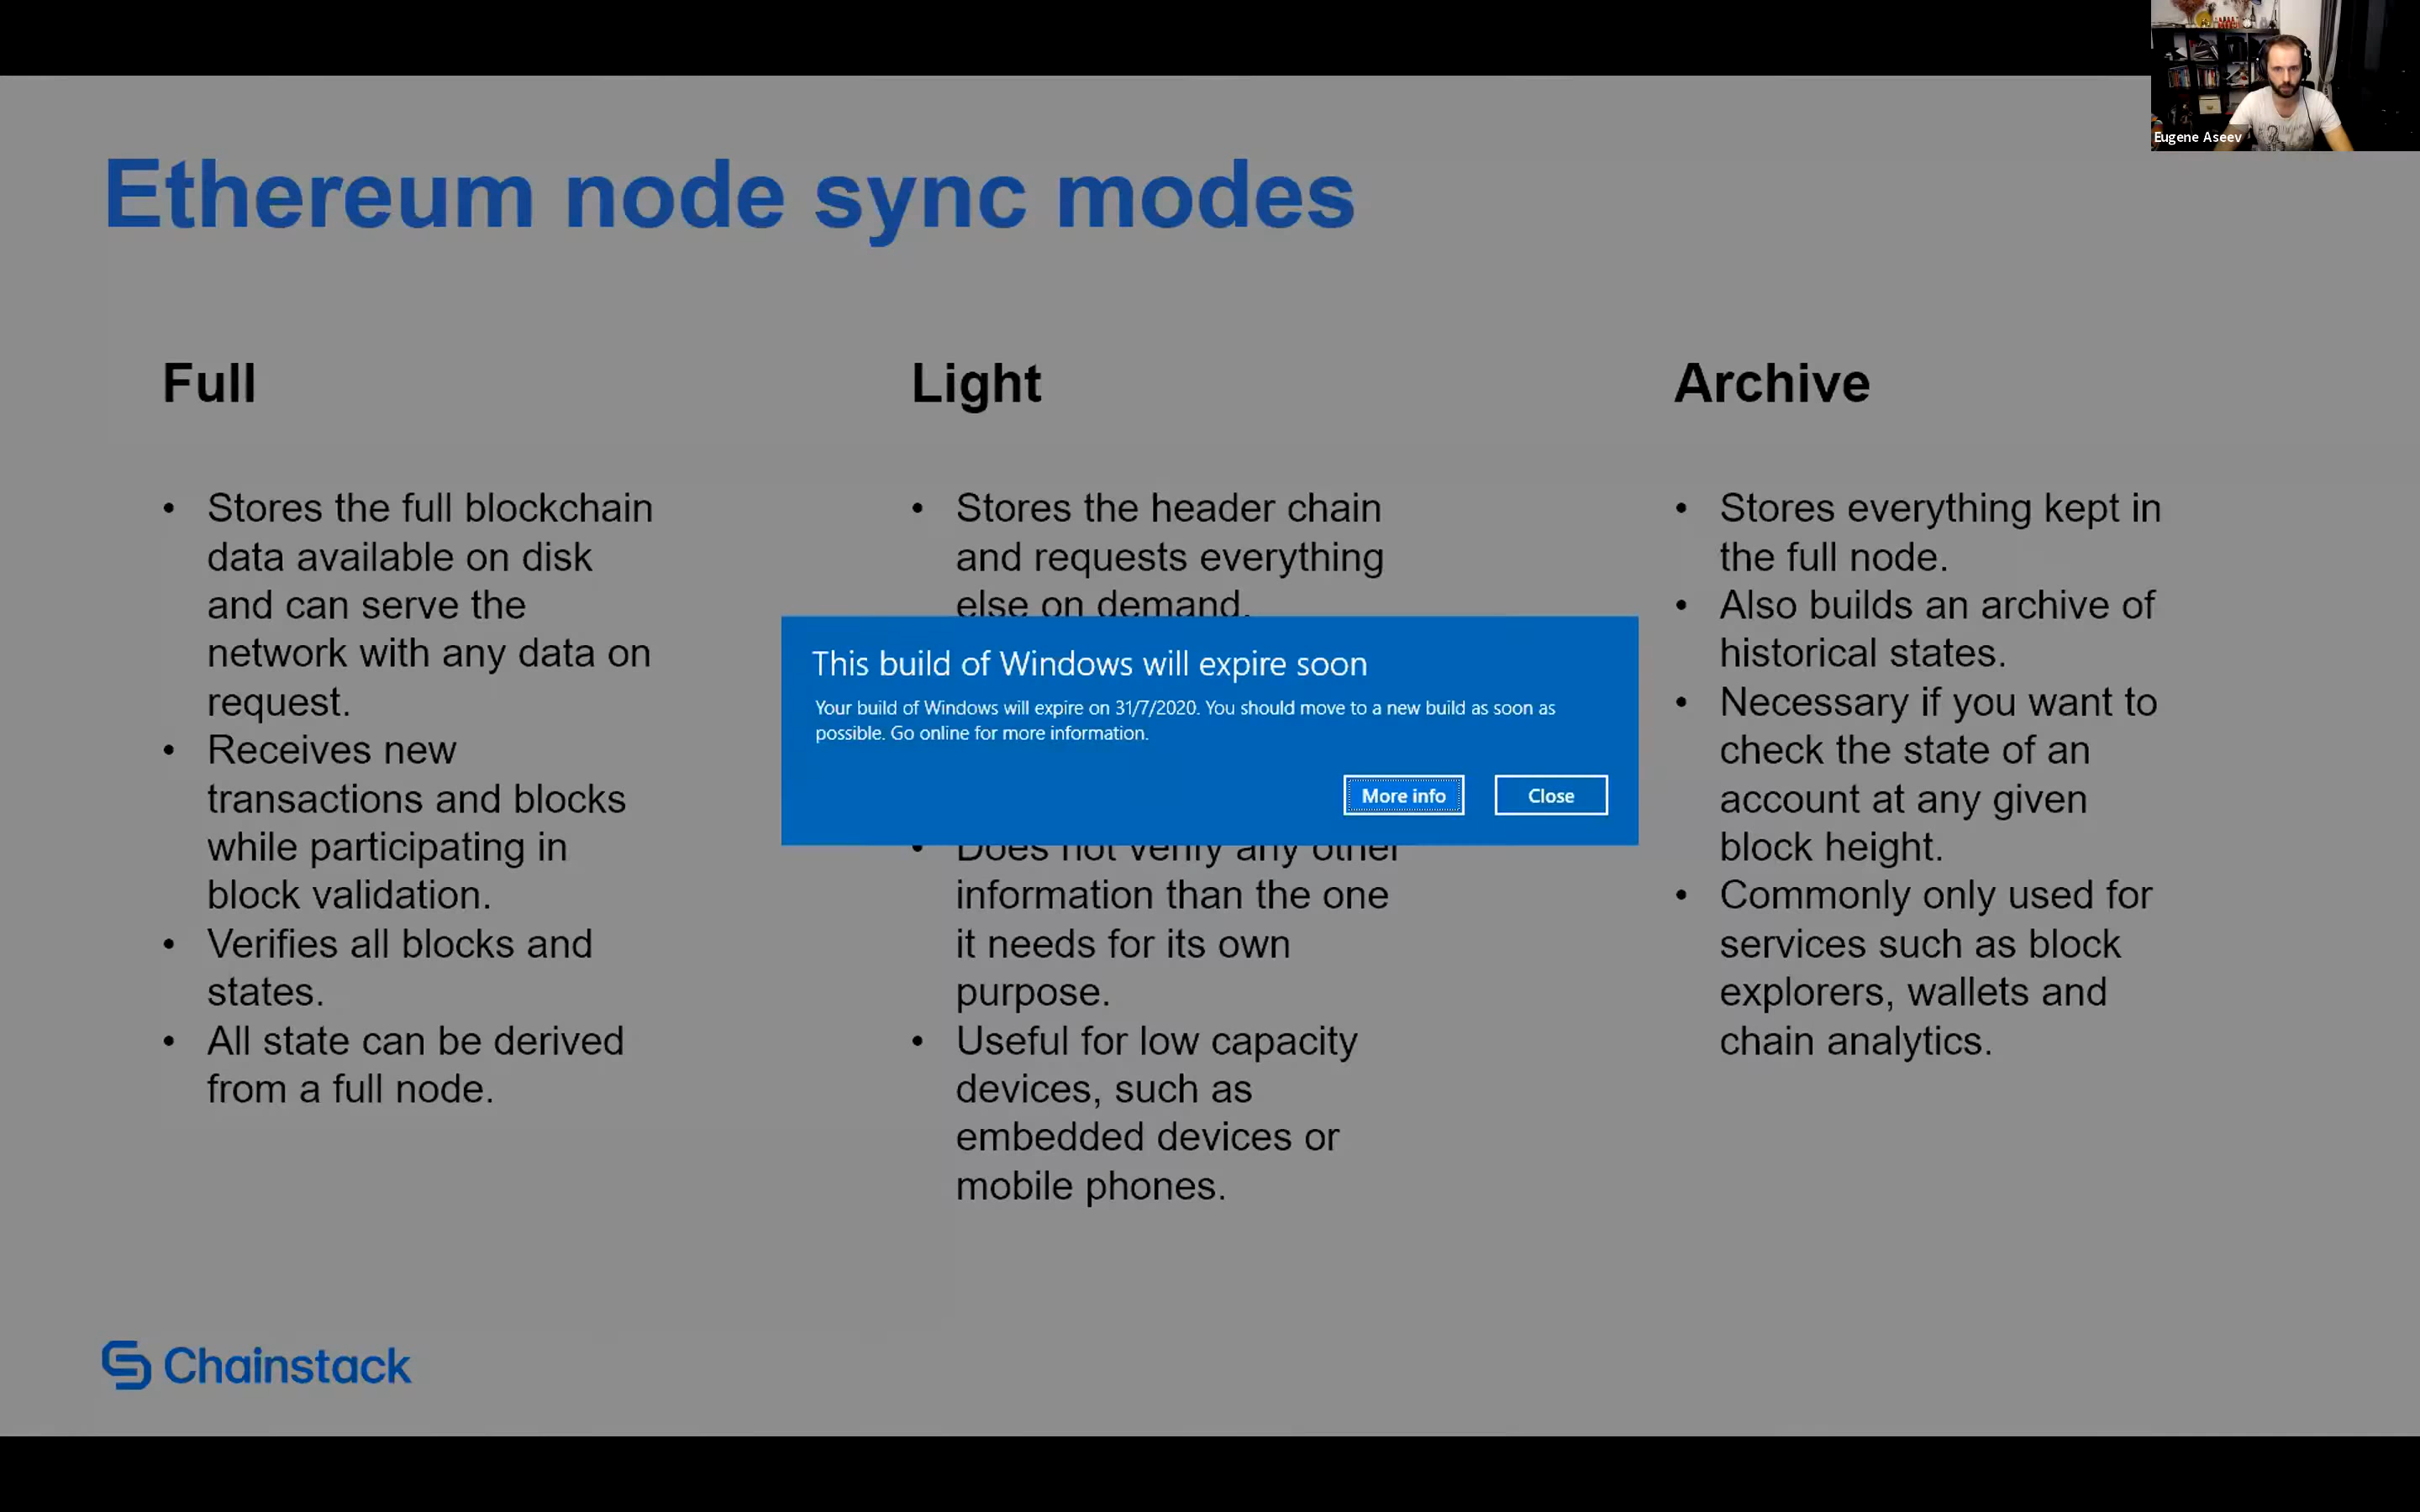 Eugene Aseev
Ethereum node sync modes
Full
• Stores the full blockchain
data available on disk
and can serve the
network with any data on
request.
• Receives new
transactions and blocks
while participating in
block validation.
• Verifies all blocks and
states.
• All state can be derived
from a full node.
Light
• Stores the header chain
and requests everything
else on demand.
This build of Windows will expire soon
Your build of Windows will expire on 31/7/2020. You should move to a new build as soon as
possible. Go online for more information.
More info
Close
• Does not verify any other
information than the one
it needs for its own
purpose.
• Useful for low capacity
devices, such as
embedded devices or
mobile phones.
Archive
• Stores everything kept in
the full node.
• Also builds an archive of
historical states.
• Necessary if you want to
check the state of an
account at any given
block height.
• Commonly only used for
services such as block
explorers, wallets and
chain analytics.
Chainstack